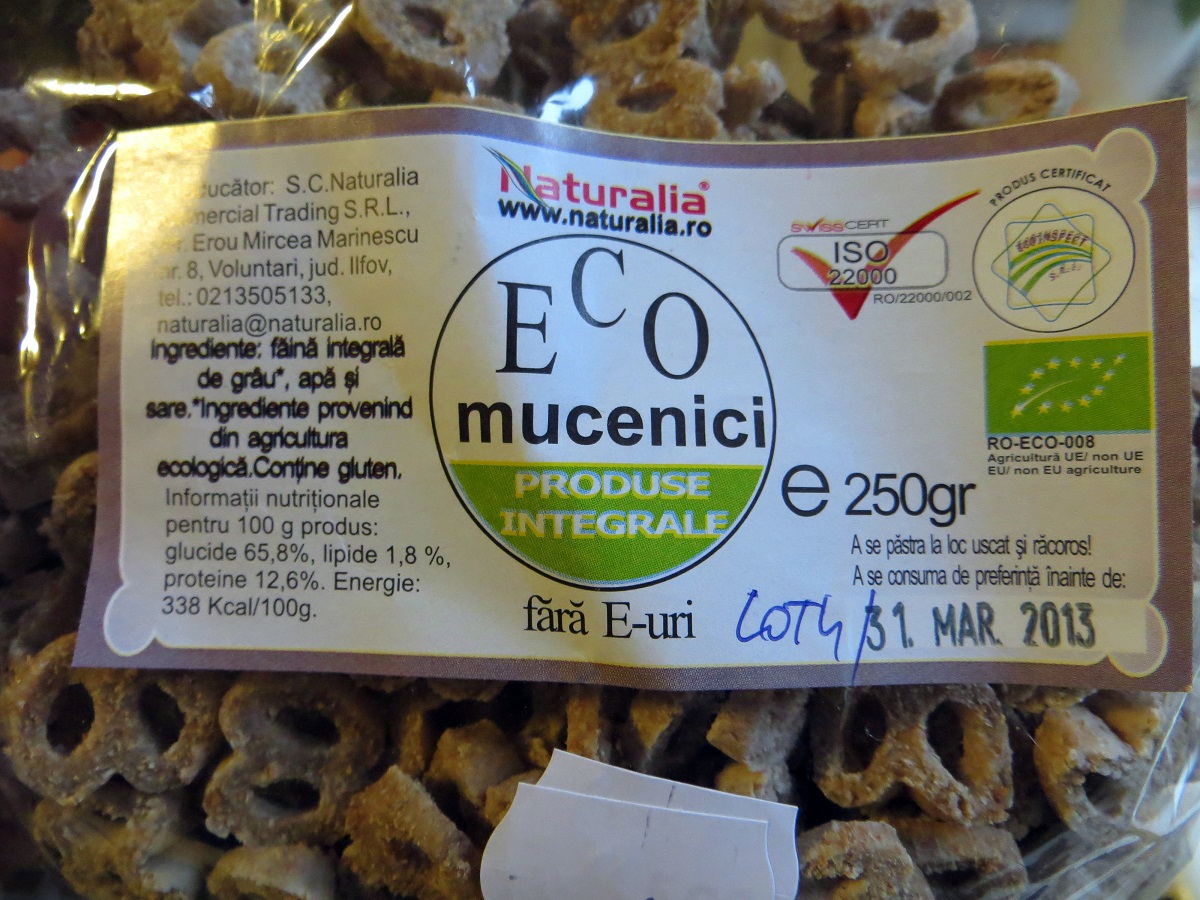 ucător: S.C.Naturalia
mercial Trading S.R.L.,
r. Erou Mircea Marinescu
nr. 8, Voluntari, jud. Ilfov,
tel.: 0213505133,
naturalia@naturalia.ro
Ingrediente: făină integrală
de grâu*, apă și
sare.*Ingrediente provenind
din agricultura
ecologică.Conține gluten.
Informații nutriționale
pentru 100 g produs:
glucide 65,8%, lipide 1,8 %,
proteine 12,6%. Energie:
338 Kcal/100g.
Naturalia®
www.naturalia.ro
ECO
mucenici
PRODUSE
INTEGRALE
fără E-uri
SWISSCERT
ISO
22000
RO/22000/002
PRODUS CERTIFICAT
ECOINSPECT
S.R.L.
RO-ECO-008
Agricultură UE/ non UE
EU/ non EU agriculture
e 250gr
A se păstra la loc uscat și răcoros!
A se consuma de preferință înainte de:
LOT4/31. MAR. 2013